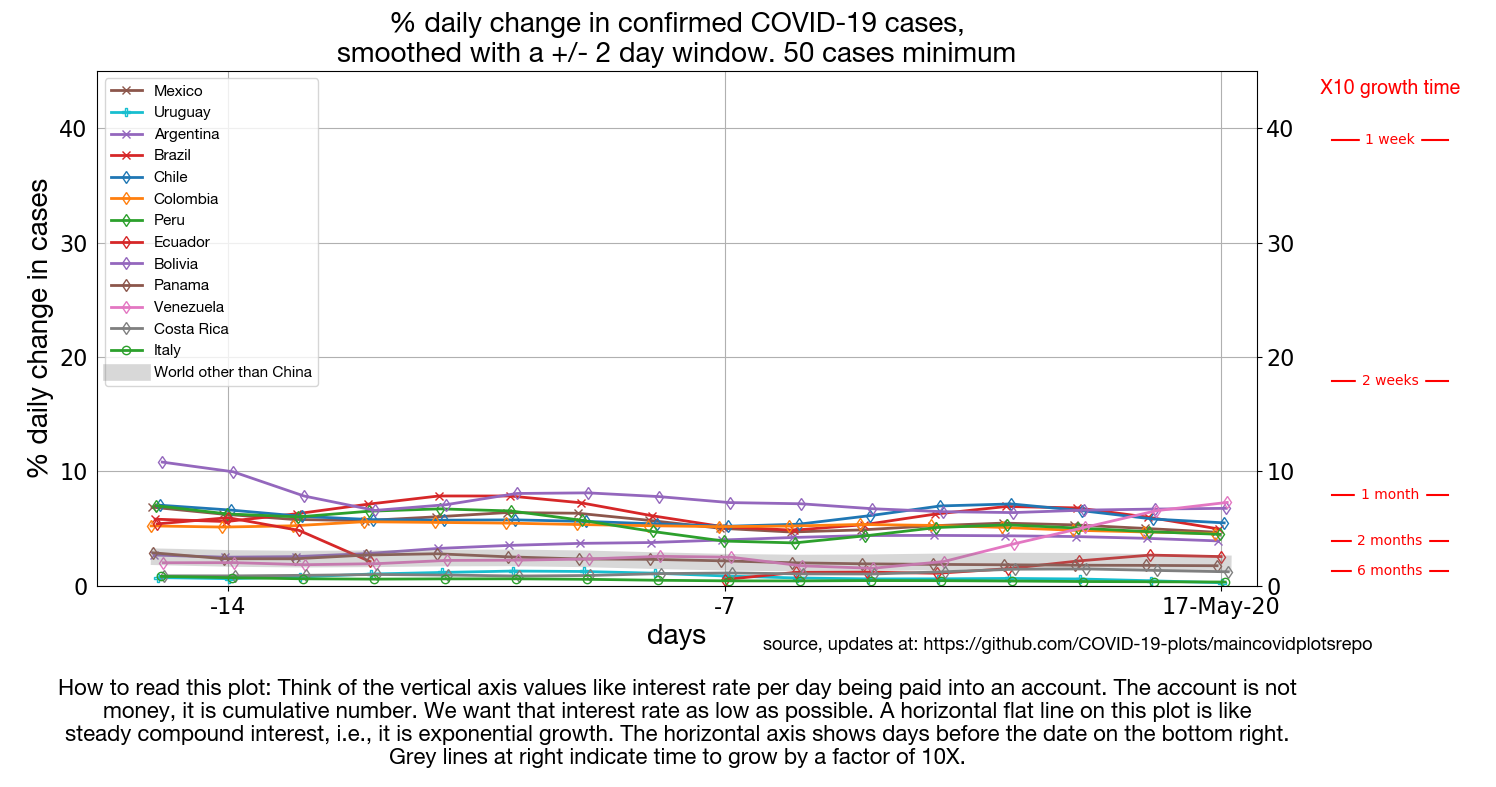 % daily change in confirmed COVID-19 cases,
smoothed with a +/- 2 day window. 50 cases minimum
X10 growth time
Mexico
Uruguay
Argentina
Brazil
Chile
Colombia
Peru
Ecuador
Bolivia
Panama
Venezuela
Costa Rica
Italy
World other than China
% daily change in cases
40
30
20
10
0
40
30
20
10
0
1 week
2 weeks
1 month
2 months
6 months
-14
-7
17-May-20
days
source, updates at: https://github.com/COVID-19-plots/maincovidplotsrepo
How to read this plot: Think of the vertical axis values like interest rate per day being paid into an account. The account is not
money, it is cumulative number. We want that interest rate as low as possible. A horizontal flat line on this plot is like
steady compound interest, i.e., it is exponential growth. The horizontal axis shows days before the date on the bottom right.
Grey lines at right indicate time to grow by a factor of 10X.